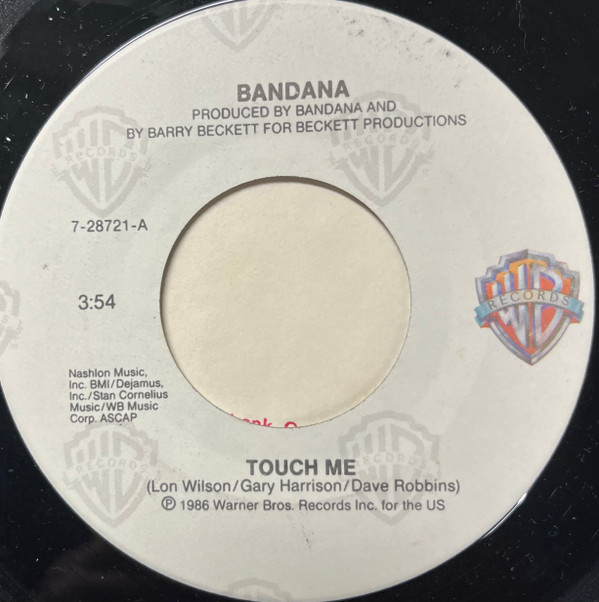 BANDANA
PRODUCED BY BANDANA AND
BY BARRY BECKETT FOR BECKETT PRODUCTIONS
7-28721-A
3:54
RECORDS
Nashlon Music,
Inc. BMI/Dejamus,
Inc./Stan Cornelius
Music/WB Music
Corp. ASCAP
TOUCH ME
(Lon Wilson/Gary Harrison/Dave Robbins)
℗ 1986 Warner Bros. Records Inc. for the US